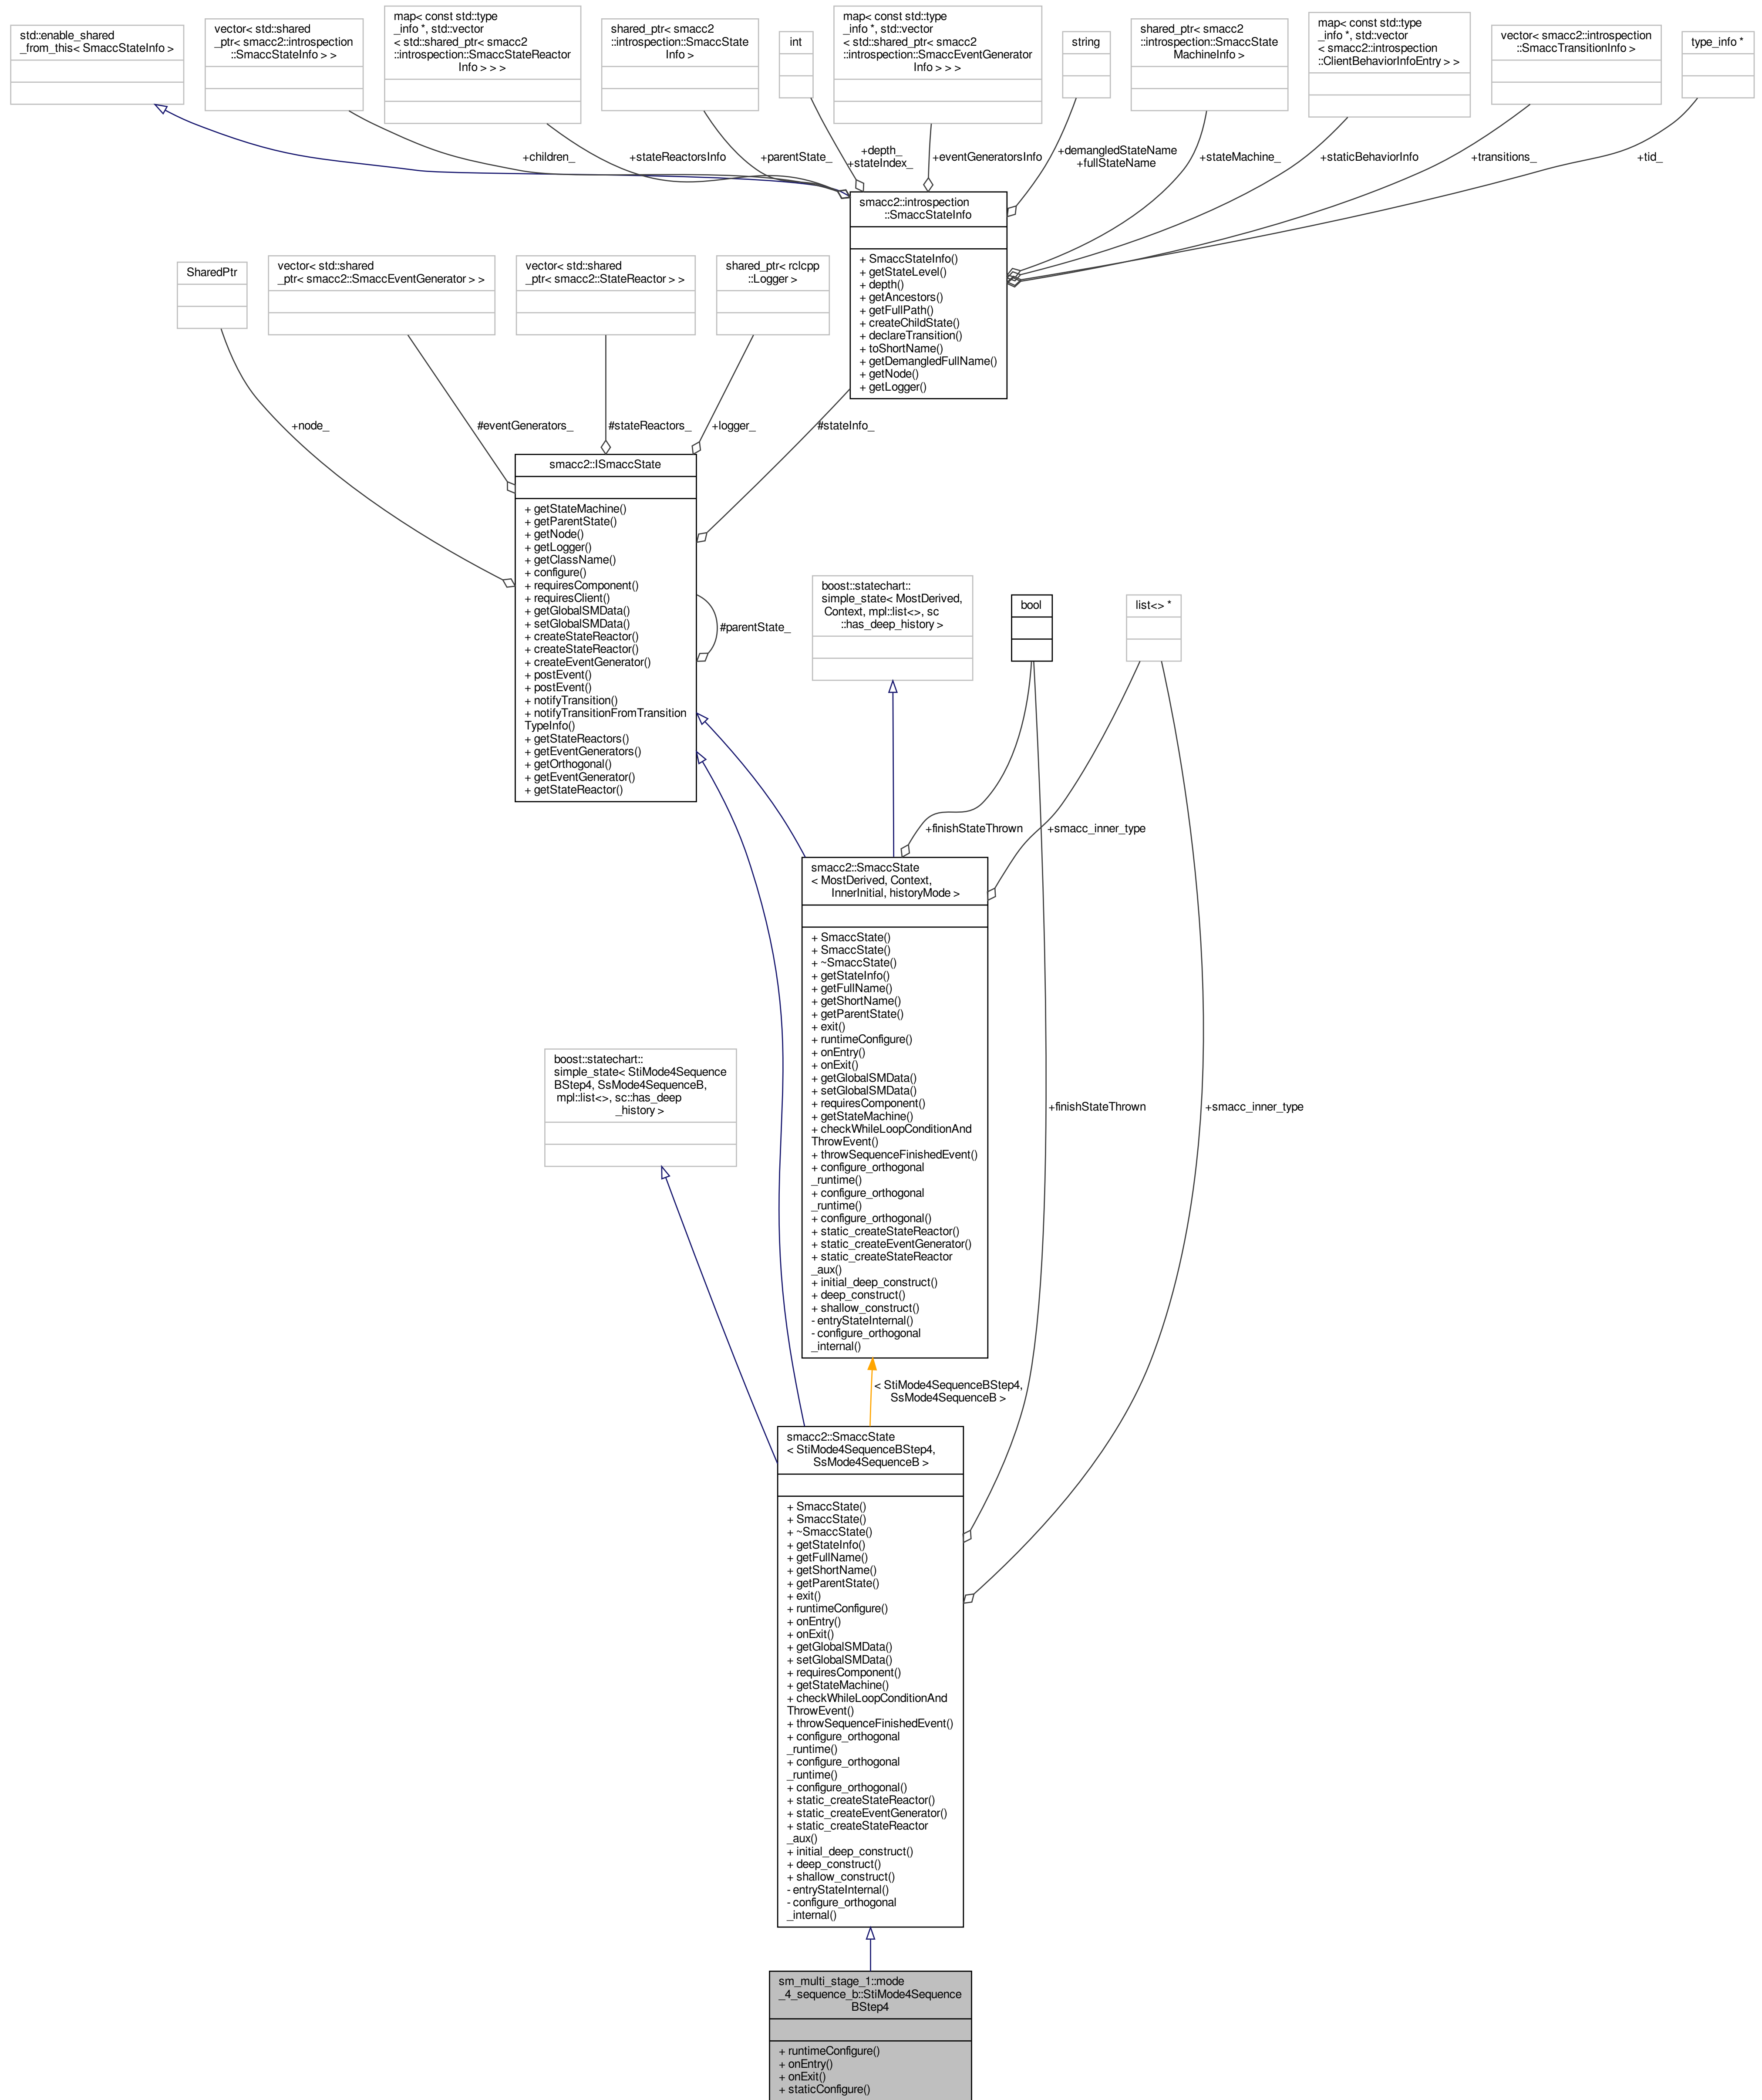 std::enable_shared
_from_this< SmaccStateInfo >
vector< std::shared
_ptr< smacc2::introspection
::SmaccStateInfo > >
map< const std::type
_info *, std::vector
< std::shared_ptr< smacc2
::introspection::SmaccStateReactor
Info > > >
shared_ptr< smacc2
::introspection::SmaccState
Info >
int
map< const std::type
_info *, std::vector
< std::shared_ptr< smacc2
::introspection::SmaccEventGenerator
Info > > >
string
shared_ptr< smacc2
::introspection::SmaccState
MachineInfo >
map< const std::type
_info *, std::vector
< smacc2::introspection
::ClientBehaviorInfoEntry > >
vector< smacc2::introspection
::SmaccTransitionInfo >
type_info *
+children_
+stateReactorsInfo
+parentState_
+depth_
+stateIndex_
+eventGeneratorsInfo
+demangledStateName
+fullStateName
+stateMachine_
+staticBehaviorInfo
+transitions_
+tid_
smacc2::introspection
::SmaccStateInfo
+ SmaccStateInfo()
+ getStateLevel()
+ depth()
+ getAncestors()
+ getFullPath()
+ createChildState()
+ declareTransition()
+ toShortName()
+ getDemangledFullName()
+ getNode()
+ getLogger()
SharedPtr
vector< std::shared
_ptr< smacc2::SmaccEventGenerator > >
vector< std::shared
_ptr< smacc2::StateReactor > >
shared_ptr< rclcpp
::Logger >
+node_
#eventGenerators_
#stateReactors_
+logger_
#stateInfo_
smacc2::ISmaccState
+ getStateMachine()
+ getParentState()
+ getNode()
+ getLogger()
+ getClassName()
+ configure()
+ requiresComponent()
+ requiresClient()
+ getGlobalSMData()
+ setGlobalSMData()
+ createStateReactor()
+ createStateReactor()
+ createEventGenerator()
+ postEvent()
+ postEvent()
+ notifyTransition()
+ notifyTransitionFromTransition
TypeInfo()
+ getStateReactors()
+ getEventGenerators()
+ getOrthogonal()
+ getEventGenerator()
+ getStateReactor()
#parentState_
boost::statechart::
simple_state< MostDerived,
Context, mpl::list<>, sc
::has_deep_history >
bool
list<> *
+finishStateThrown
+smacc_inner_type
smacc2::SmaccState
< MostDerived, Context,
InnerInitial, historyMode >
+ SmaccState()
+ SmaccState()
+ ~SmaccState()
+ getStateInfo()
+ getFullName()
+ getShortName()
+ getParentState()
+ exit()
+ runtimeConfigure()
+ onEntry()
+ onExit()
+ getGlobalSMData()
+ setGlobalSMData()
+ requiresComponent()
+ getStateMachine()
+ checkWhileLoopConditionAnd
ThrowEvent()
+ throwSequenceFinishedEvent()
+ configure_orthogonal
_runtime()
+ configure_orthogonal
_runtime()
+ configure_orthogonal()
+ static_createStateReactor()
+ static_createEventGenerator()
+ static_createStateReactor
_aux()
+ initial_deep_construct()
+ deep_construct()
+ shallow_construct()
- entryStateInternal()
- configure_orthogonal
_internal()
boost::statechart::
simple_state< StiMode4Sequence
BStep4, SsMode4SequenceB,
mpl::list<>, sc::has_deep
_history >
+finishStateThrown
+smacc_inner_type
< StiMode4SequenceBStep4,
SsMode4SequenceB >
smacc2::SmaccState
< StiMode4SequenceBStep4,
SsMode4SequenceB >
+ SmaccState()
+ SmaccState()
+ ~SmaccState()
+ getStateInfo()
+ getFullName()
+ getShortName()
+ getParentState()
+ exit()
+ runtimeConfigure()
+ onEntry()
+ onExit()
+ getGlobalSMData()
+ setGlobalSMData()
+ requiresComponent()
+ getStateMachine()
+ checkWhileLoopConditionAnd
ThrowEvent()
+ throwSequenceFinishedEvent()
+ configure_orthogonal
_runtime()
+ configure_orthogonal
_runtime()
+ configure_orthogonal()
+ static_createStateReactor()
+ static_createEventGenerator()
+ static_createStateReactor
_aux()
+ initial_deep_construct()
+ deep_construct()
+ shallow_construct()
- entryStateInternal()
- configure_orthogonal
_internal()
sm_multi_stage_1::mode
_4_sequence_b::StiMode4Sequence
BStep4
+ runtimeConfigure()
+ onEntry()
+ onExit()
+ staticConfigure()